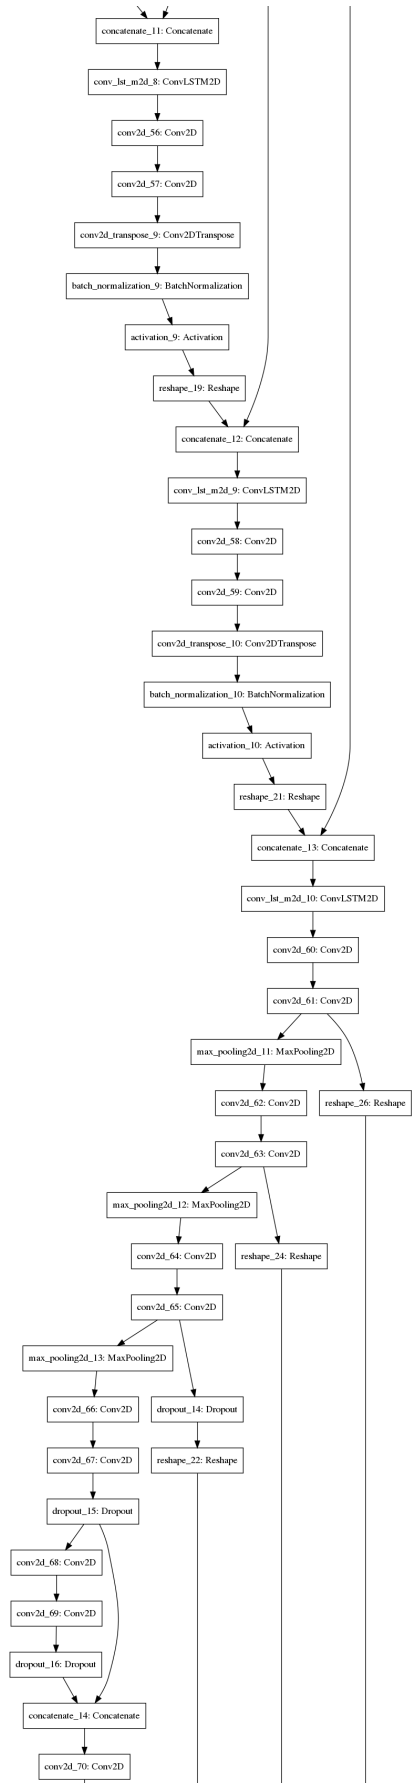 concatenate_11: Concatenate
conv_lst_m2d_8: ConvLSTM2D
conv2d_56: Conv2D
conv2d_57: Conv2D
conv2d_transpose_9: Conv2DTranspose
batch_normalization_9: BatchNormalization
activation_9: Activation
reshape_19: Reshape
concatenate_12: Concatenate
conv_lst_m2d_9: ConvLSTM2D
conv2d_58: Conv2D
conv2d_59: Conv2D
conv2d_transpose_10: Conv2DTranspose
batch_normalization_10: BatchNormalization
activation_10: Activation
reshape_21: Reshape
concatenate_13: Concatenate
conv_lst_m2d_10: ConvLSTM2D
conv2d_60: Conv2D
conv2d_61: Conv2D
max_pooling2d_11: MaxPooling2D
conv2d_62: Conv2D
reshape_26: Reshape
conv2d_63: Conv2D
max_pooling2d_12: MaxPooling2D
conv2d_64: Conv2D
reshape_24: Reshape
conv2d_65: Conv2D
max_pooling2d_13: MaxPooling2D
conv2d_66: Conv2D
dropout_14: Dropout
conv2d_67: Conv2D
reshape_22: Reshape
dropout_15: Dropout
conv2d_68: Conv2D
conv2d_69: Conv2D
dropout_16: Dropout
concatenate_14: Concatenate
conv2d_70: Conv2D